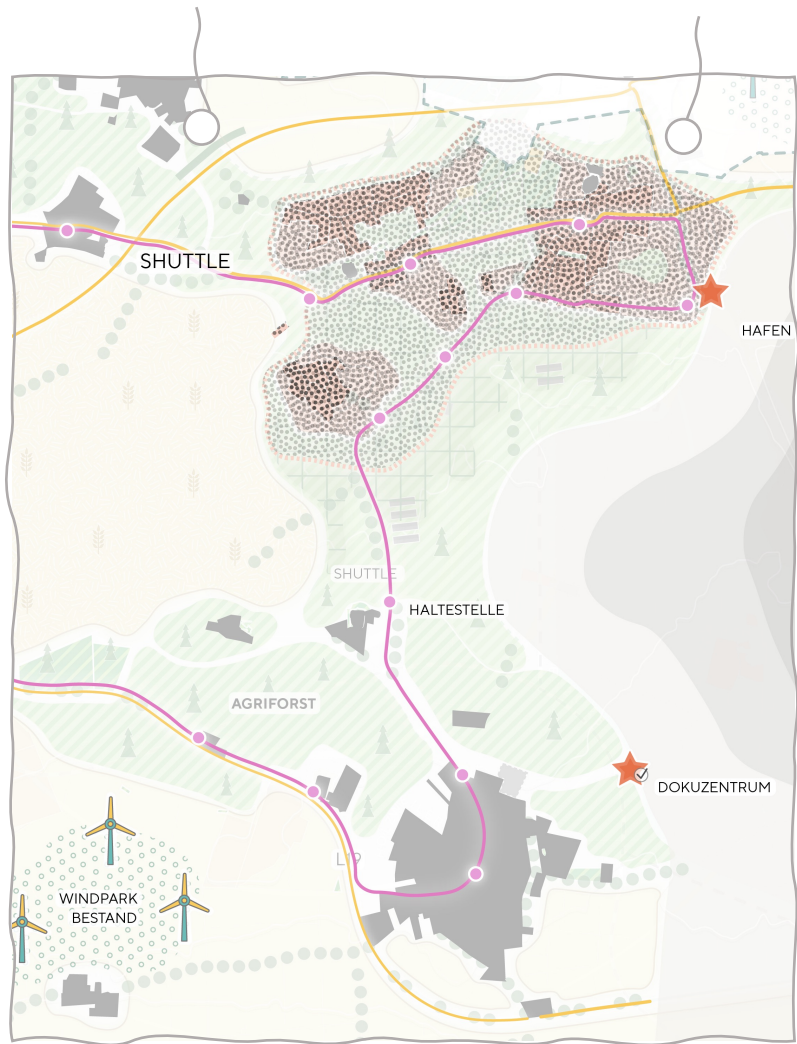 SHUTTLE
HAFEN
SHUTTLE
HALTESTELLE
AGRIFORST
DOKUZENTRUM
WINDPARK
BESTAND